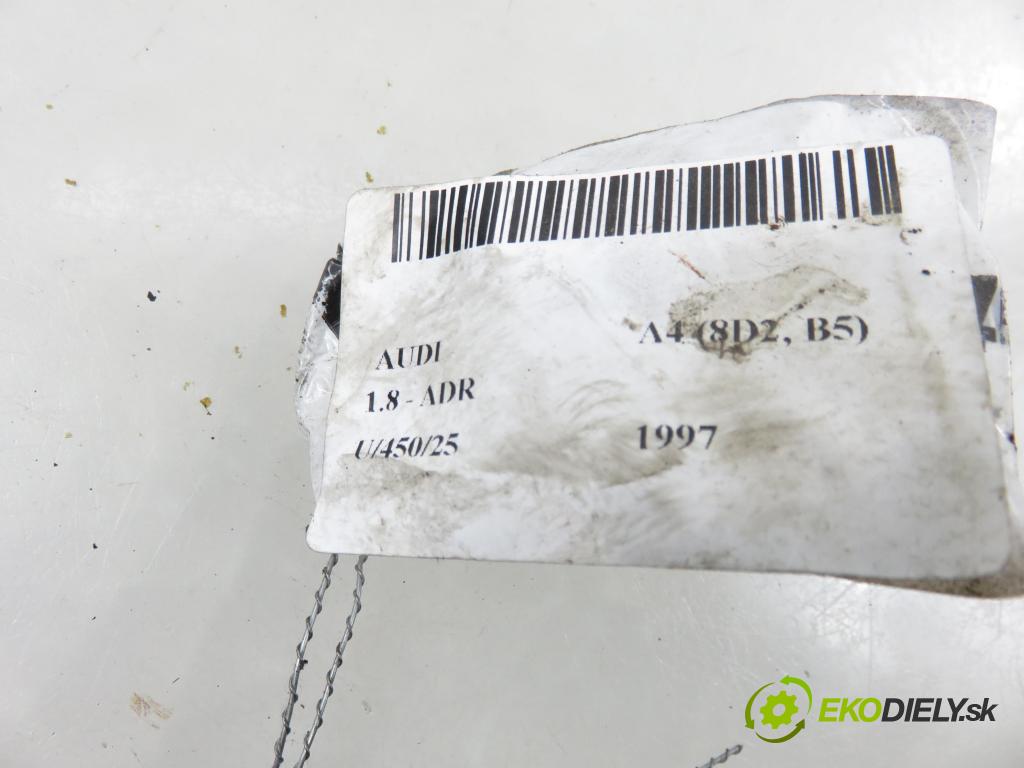 AUDI A4 (8D2, B5)
1.8 - ADR
U/450/25 1997
EKODIELY.sk